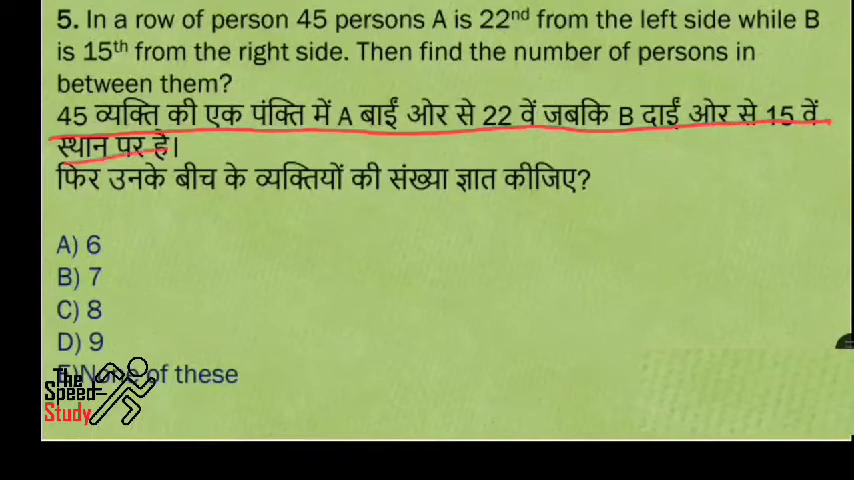 5. In a row of person 45 persons A is 22nd from the left side while B
is 15th from the right side. Then find the number of persons in
between them?
45 व्यक्ति की एक पंक्ति में A बाईं ओर से 22 वें जबकि B दाईं ओर से 15 वें
स्थान पर है।
फिर उनके बीच के व्यक्तियों की संख्या ज्ञात कीजिए?
A) 6
B) 7
C) 8
D) 9
E)None of these
The
Speed
Study